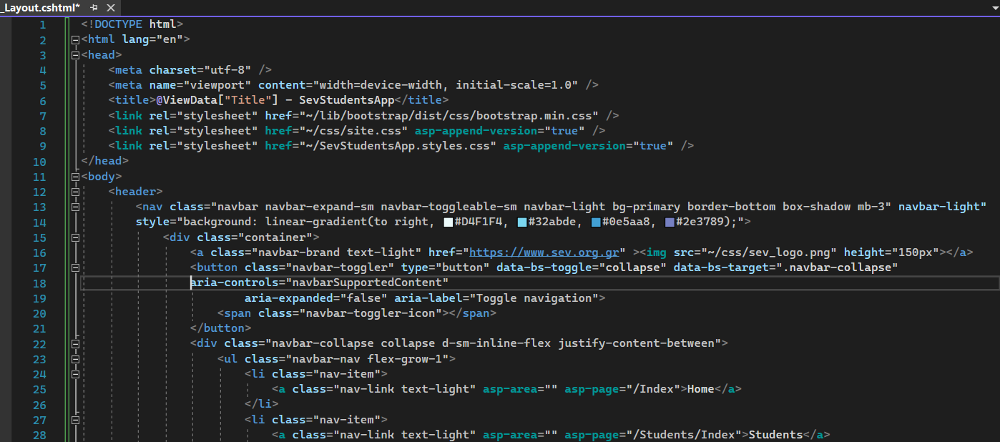 _Layout.cshtml*
1 <!DOCTYPE html>
2 <html lang="en">
3 <head>
4 <meta charset="utf-8" />
5 <meta name="viewport" content="width=device-width, initial-scale=1.0" />
6 <title>@ViewData["Title"] - SevStudentsApp</title>
7 <link rel="stylesheet" href="~/lib/bootstrap/dist/css/bootstrap.min.css" />
8 <link rel="stylesheet" href="~/css/site.css" asp-append-version="true" />
9 <link rel="stylesheet" href="~/SevStudentsApp.styles.css" asp-append-version="true" />
10 </head>
11 <body>
12 <header>
13 <nav class="navbar navbar-expand-sm navbar-toggleable-sm navbar-light bg-primary border-bottom box-shadow mb-3" navbar-light"
14 style="background: linear-gradient(to right, #D4F1F4, #32abde, #0e5aa8, #2e3789);">
15 <div class="container">
16 <a class="navbar-brand text-light" href="https://www.sev.org.gr" ><img src="~/css/sev_logo.png" height="150px"></a>
17 <button class="navbar-toggler" type="button" data-bs-toggle="collapse" data-bs-target=".navbar-collapse"
18 aria-controls="navbarSupportedContent"
19 aria-expanded="false" aria-label="Toggle navigation">
20 <span class="navbar-toggler-icon"></span>
21 </button>
22 <div class="navbar-collapse collapse d-sm-inline-flex justify-content-between">
23 <ul class="navbar-nav flex-grow-1">
24 <li class="nav-item">
25 <a class="nav-link text-light" asp-area="" asp-page="/Index">Home</a>
26 </li>
27 <li class="nav-item">
28 <a class="nav-link text-light" asp-area="" asp-page="/Students/Index">Students</a>